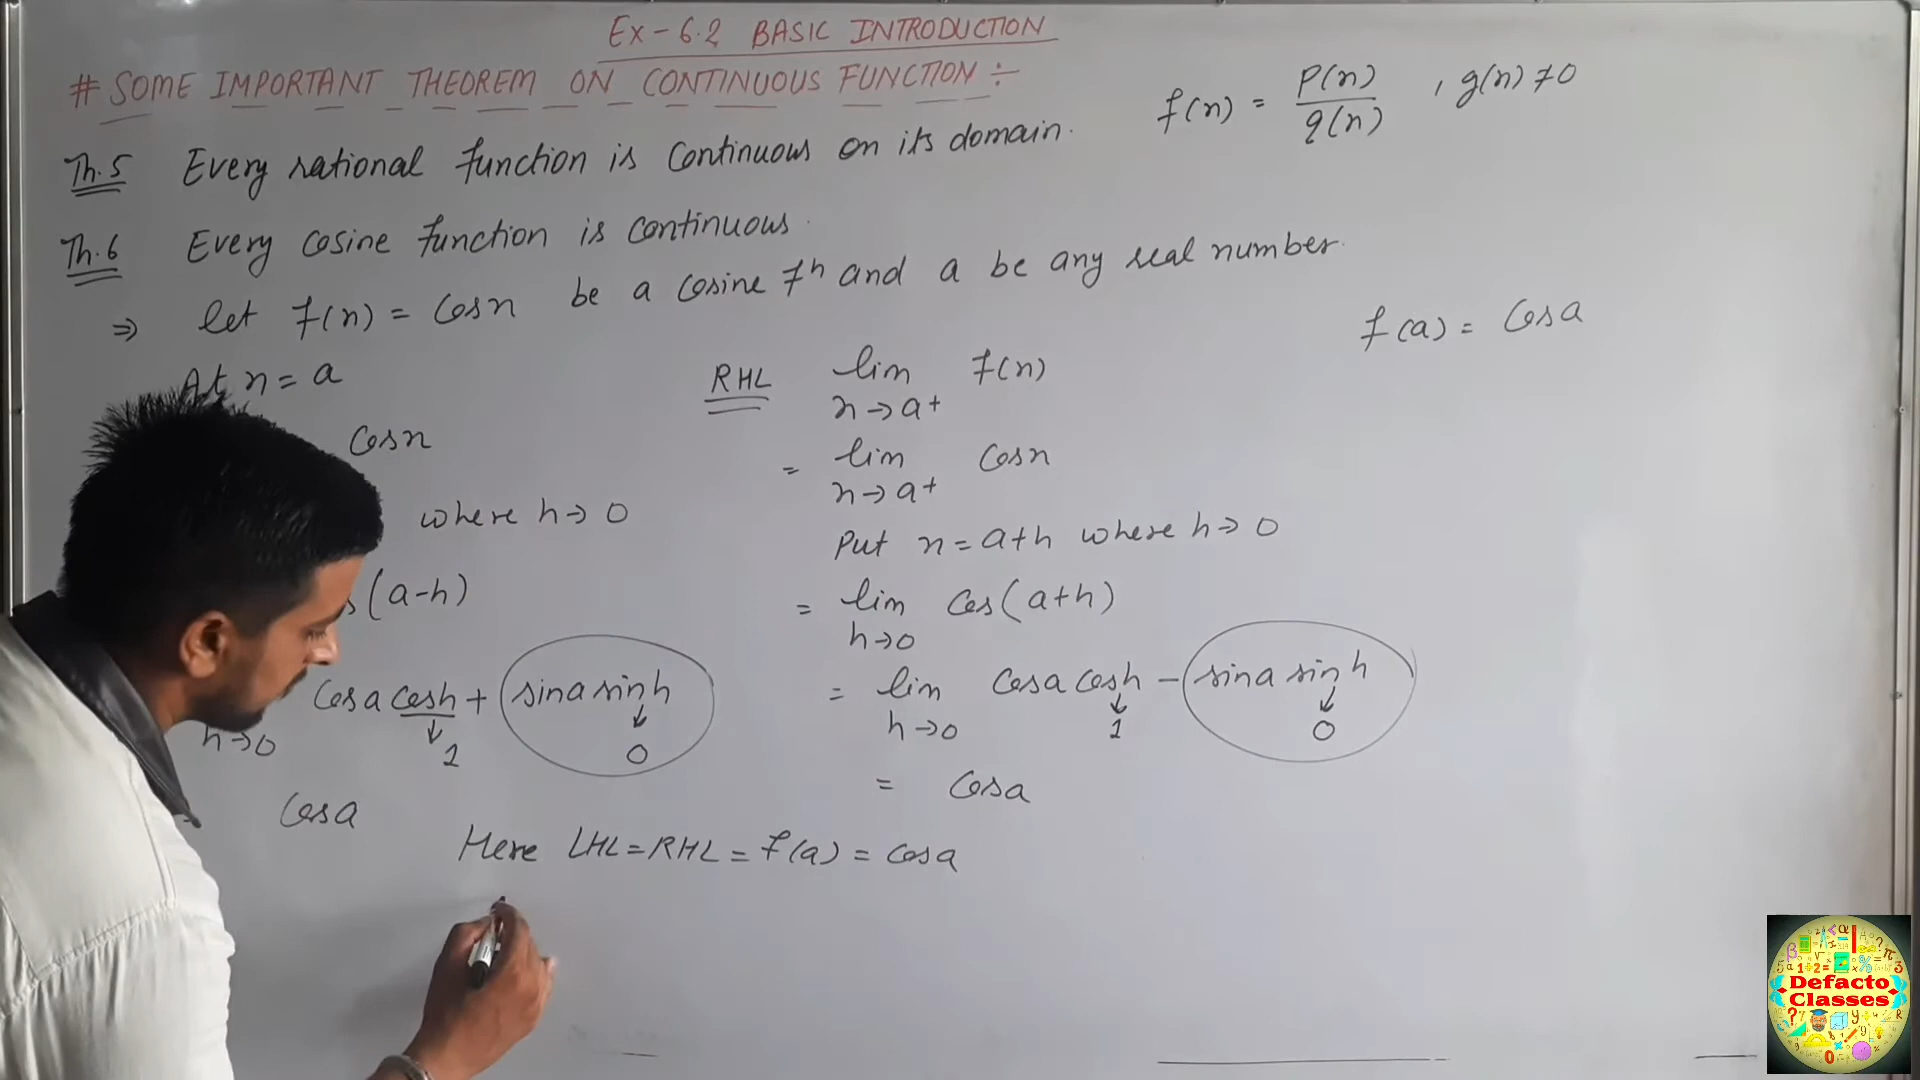 Ex-6.2 BASIC INTRODUCTION
# SOME IMPORTANT THEOREM ON CONTINUOUS FUNCTION :-
f(n) = P(n)/q(n) , g(n) ≠ 0
Th.5 Every rational function is continuous on its domain.
Th.6 Every cosine function is continuous.
⇒ let f(n) = Cosn be a cosine fn and a be any real number.
f(a) = Cosa
At n = a
Cosn
where h→0
(a-h)
Cosa cosh + sina sinh
↓ ↓
h→0 1 0
Cosa
RHL lim f(n)
n→a+
= lim Cosn
n→a+
Put n = a+h where h→0
= lim Cos(a+h)
h→0
= lim Cosa cosh - sina sinh
↓ ↓
h→0 1 0
= Cosa
Here LHL = RHL = f(a) = cosa
Defacto
Classes